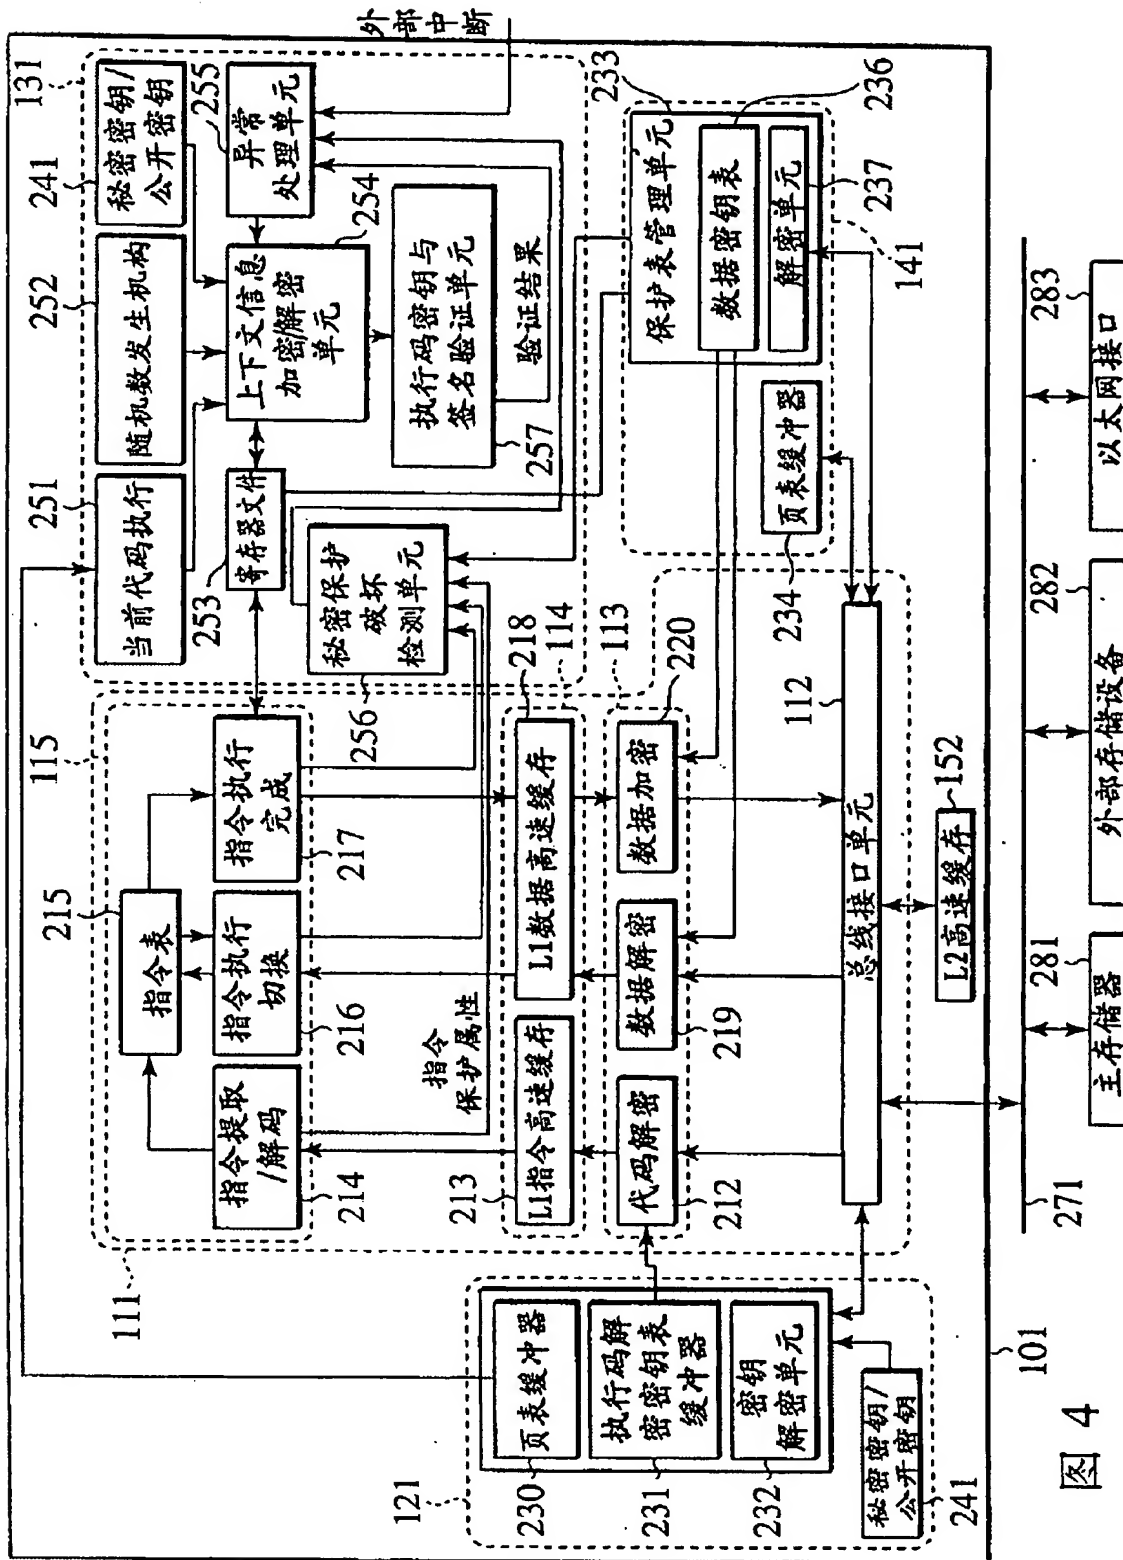 外部中断
131
241
秘密密钥/
公开密钥
252
随机数发生机构
251
当前代码执行
255
异常
处理单元
254
上下文信息
加密/解密
单元
253
寄存器文件
执行码密钥与
签名验证单元
257
验证结果
秘密保护
破坏
检测单元
256
115
215
指令表
指令执行
完成
217
指令执行
切换
216
指令提取
/解码
214
指令
保护属性
111
114
218
L1数据高速缓存
L1指令高速缓存
213
113
220
数据加密
数据解密
219
代码解密
212
112
总线接口单元
233
保护表管理单元
236
数据密钥表
解密单元
237
141
页表缓冲器
234
121
页表缓冲器
230
执行码解
密密钥表
缓冲器
231
密钥
解密单元
232
秘密密钥/
公开密钥
241
152
L2高速缓存
101
271
281
主存储器
282
外部存储设备
283
以太网接口
图 4